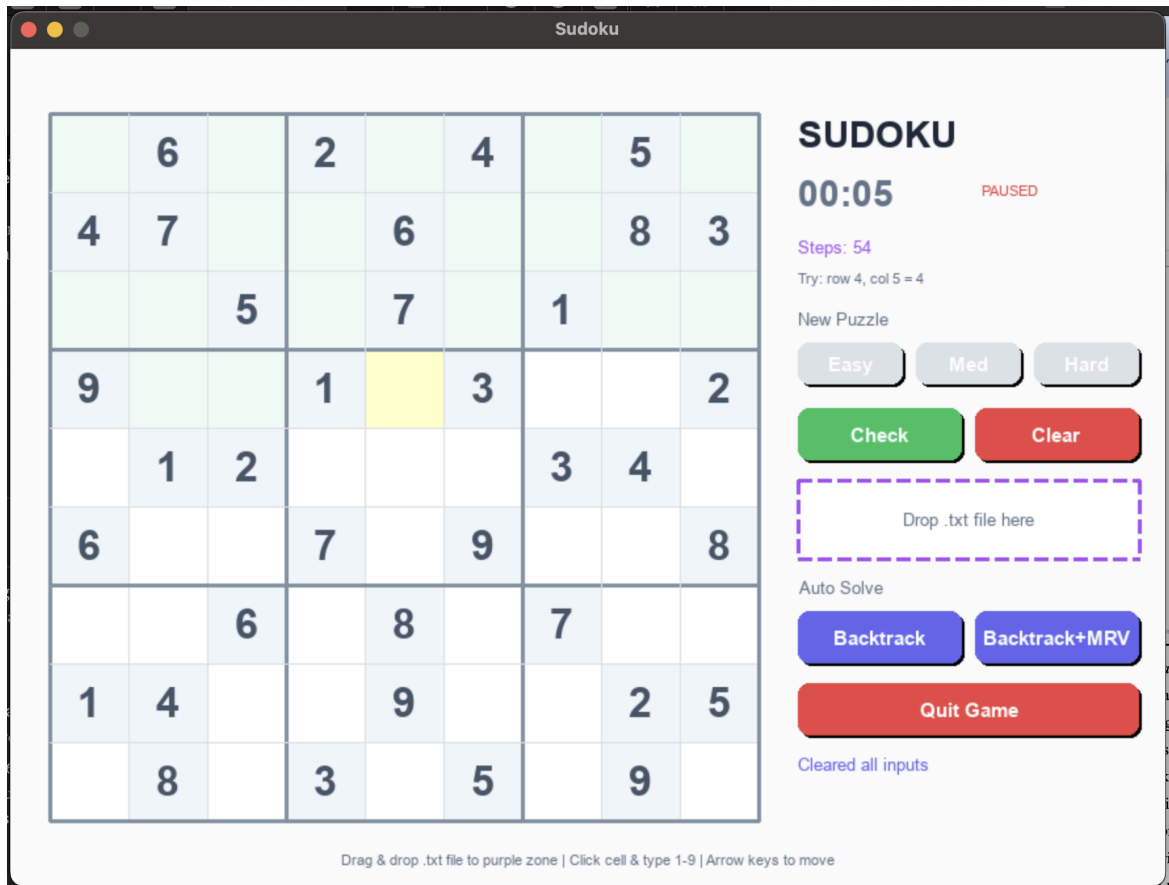 Sudoku
6 2 4 5
4 7 6 8 3
5 7 1
9 1 3 2
1 2 3 4
6 7 9 8
6 8 7
1 4 9 2 5
8 3 5 9
SUDOKU
00:05 PAUSED
Steps: 54
Try: row 4, col 5 = 4
New Puzzle
Easy Med Hard
Check Clear
Drop .txt file here
Auto Solve
Backtrack Backtrack+MRV
Quit Game
Cleared all inputs
Drag & drop .txt file to purple zone | Click cell & type 1-9 | Arrow keys to move